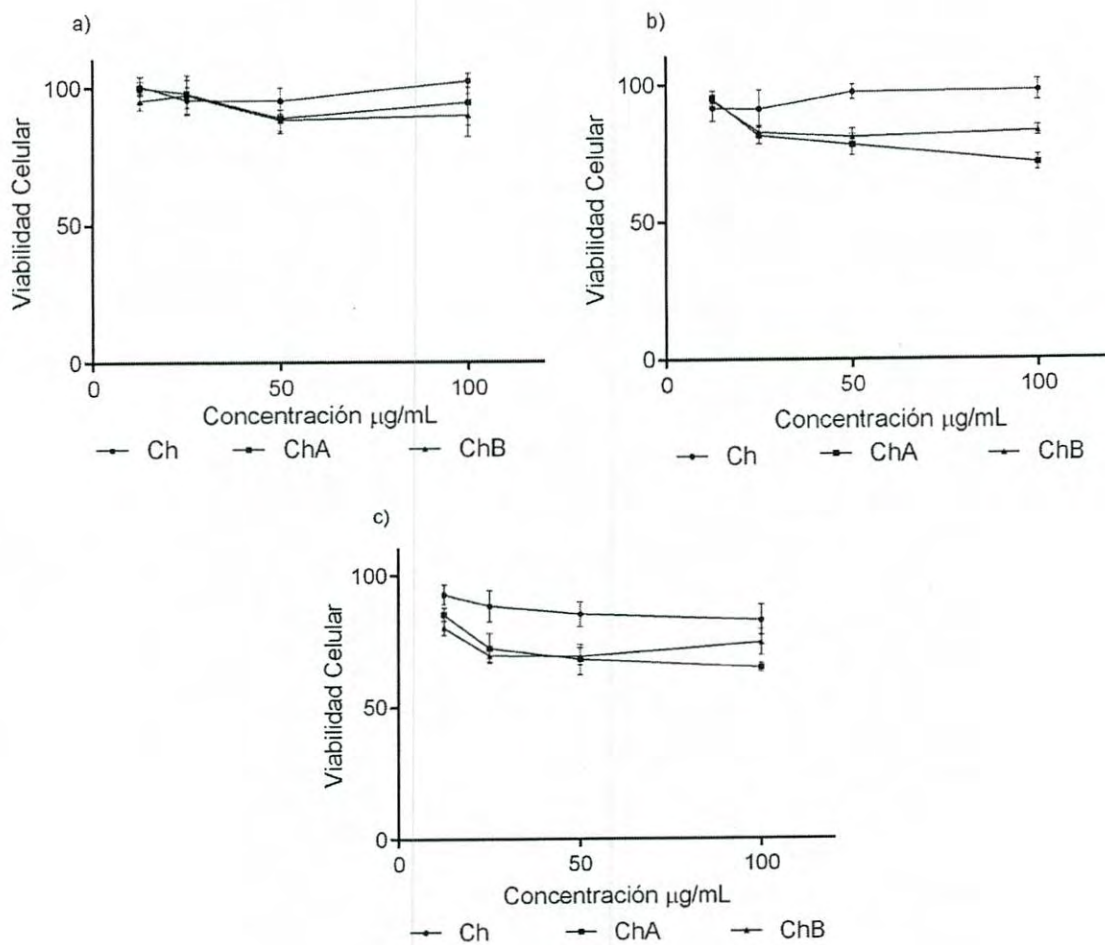 a)
100
50
0
0
50
100
Viabilidad Celular
Concentración µg/mL
Ch ChA ChB
b)
100
50
0
0
50
100
Viabilidad Celular
Concentración µg/mL
Ch ChA ChB
c)
100
50
0
0
50
100
Viabilidad Celular
Concentración µg/mL
Ch ChA ChB